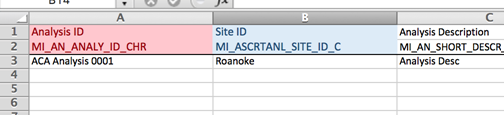 B14
fx
A B C
1 Analysis ID Site ID Analysis Description
2 MI_AN_ANALY_ID_CHR MI_ASCRTANL_SITE_ID_C MI_AN_SHORT_DESCR_
3 ACA Analysis 0001 Roanoke Analysis Desc
4
5
6
7